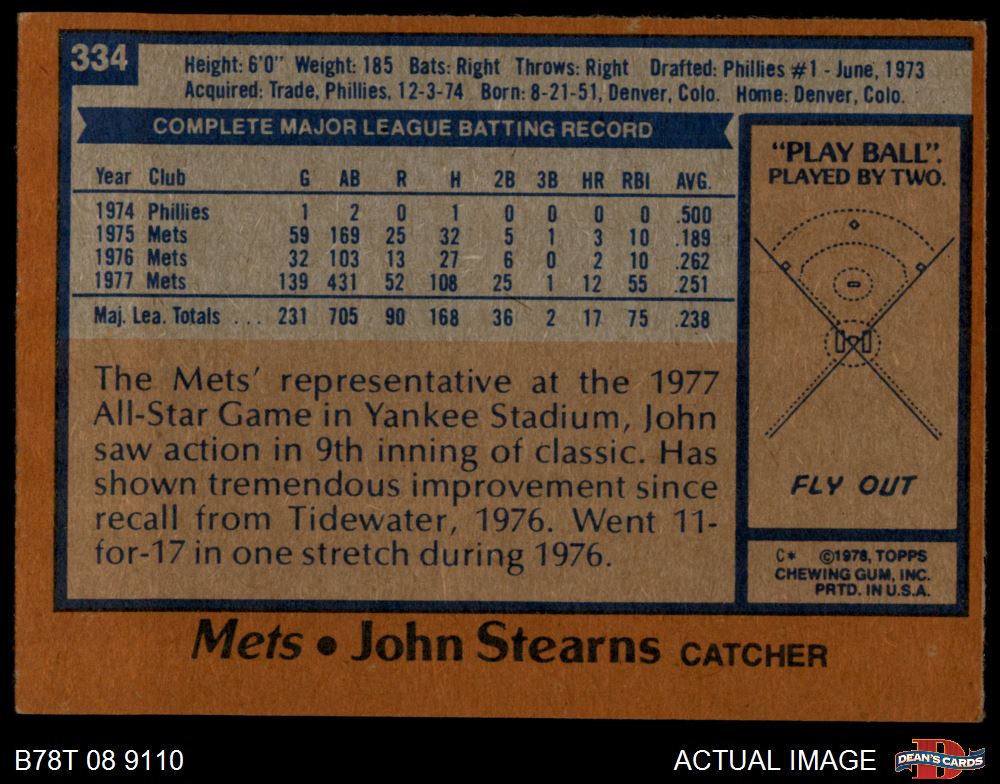 334
Height: 6'0" Weight: 185 Bats: Right Throws: Right Drafted: Phillies #1 - June, 1973
Acquired: Trade, Phillies, 12-3-74 Born: 8-21-51, Denver, Colo. Home: Denver, Colo.
COMPLETE MAJOR LEAGUE BATTING RECORD
Year Club G AB R H 2B 3B HR RBI AVG.
1974 Phillies 1 2 0 1 0 0 0 0 .500
1975 Mets 59 169 25 32 5 1 3 10 .189
1976 Mets 32 103 13 27 6 0 2 10 .262
1977 Mets 139 431 52 108 25 1 12 55 .251
Maj. Lea. Totals ... 231 705 90 168 36 2 17 75 .238
The Mets' representative at the 1977
All-Star Game in Yankee Stadium, John
saw action in 9th inning of classic. Has
shown tremendous improvement since
recall from Tidewater, 1976. Went 11-
for-17 in one stretch during 1976.
"PLAY BALL".
PLAYED BY TWO.
FLY OUT
C* ©1978, TOPPS
CHEWING GUM, INC.
PRTD. IN U.S.A.
Mets • John Stearns CATCHER
B78T 08 9110
ACTUAL IMAGE
D
DEAN'S CARDS